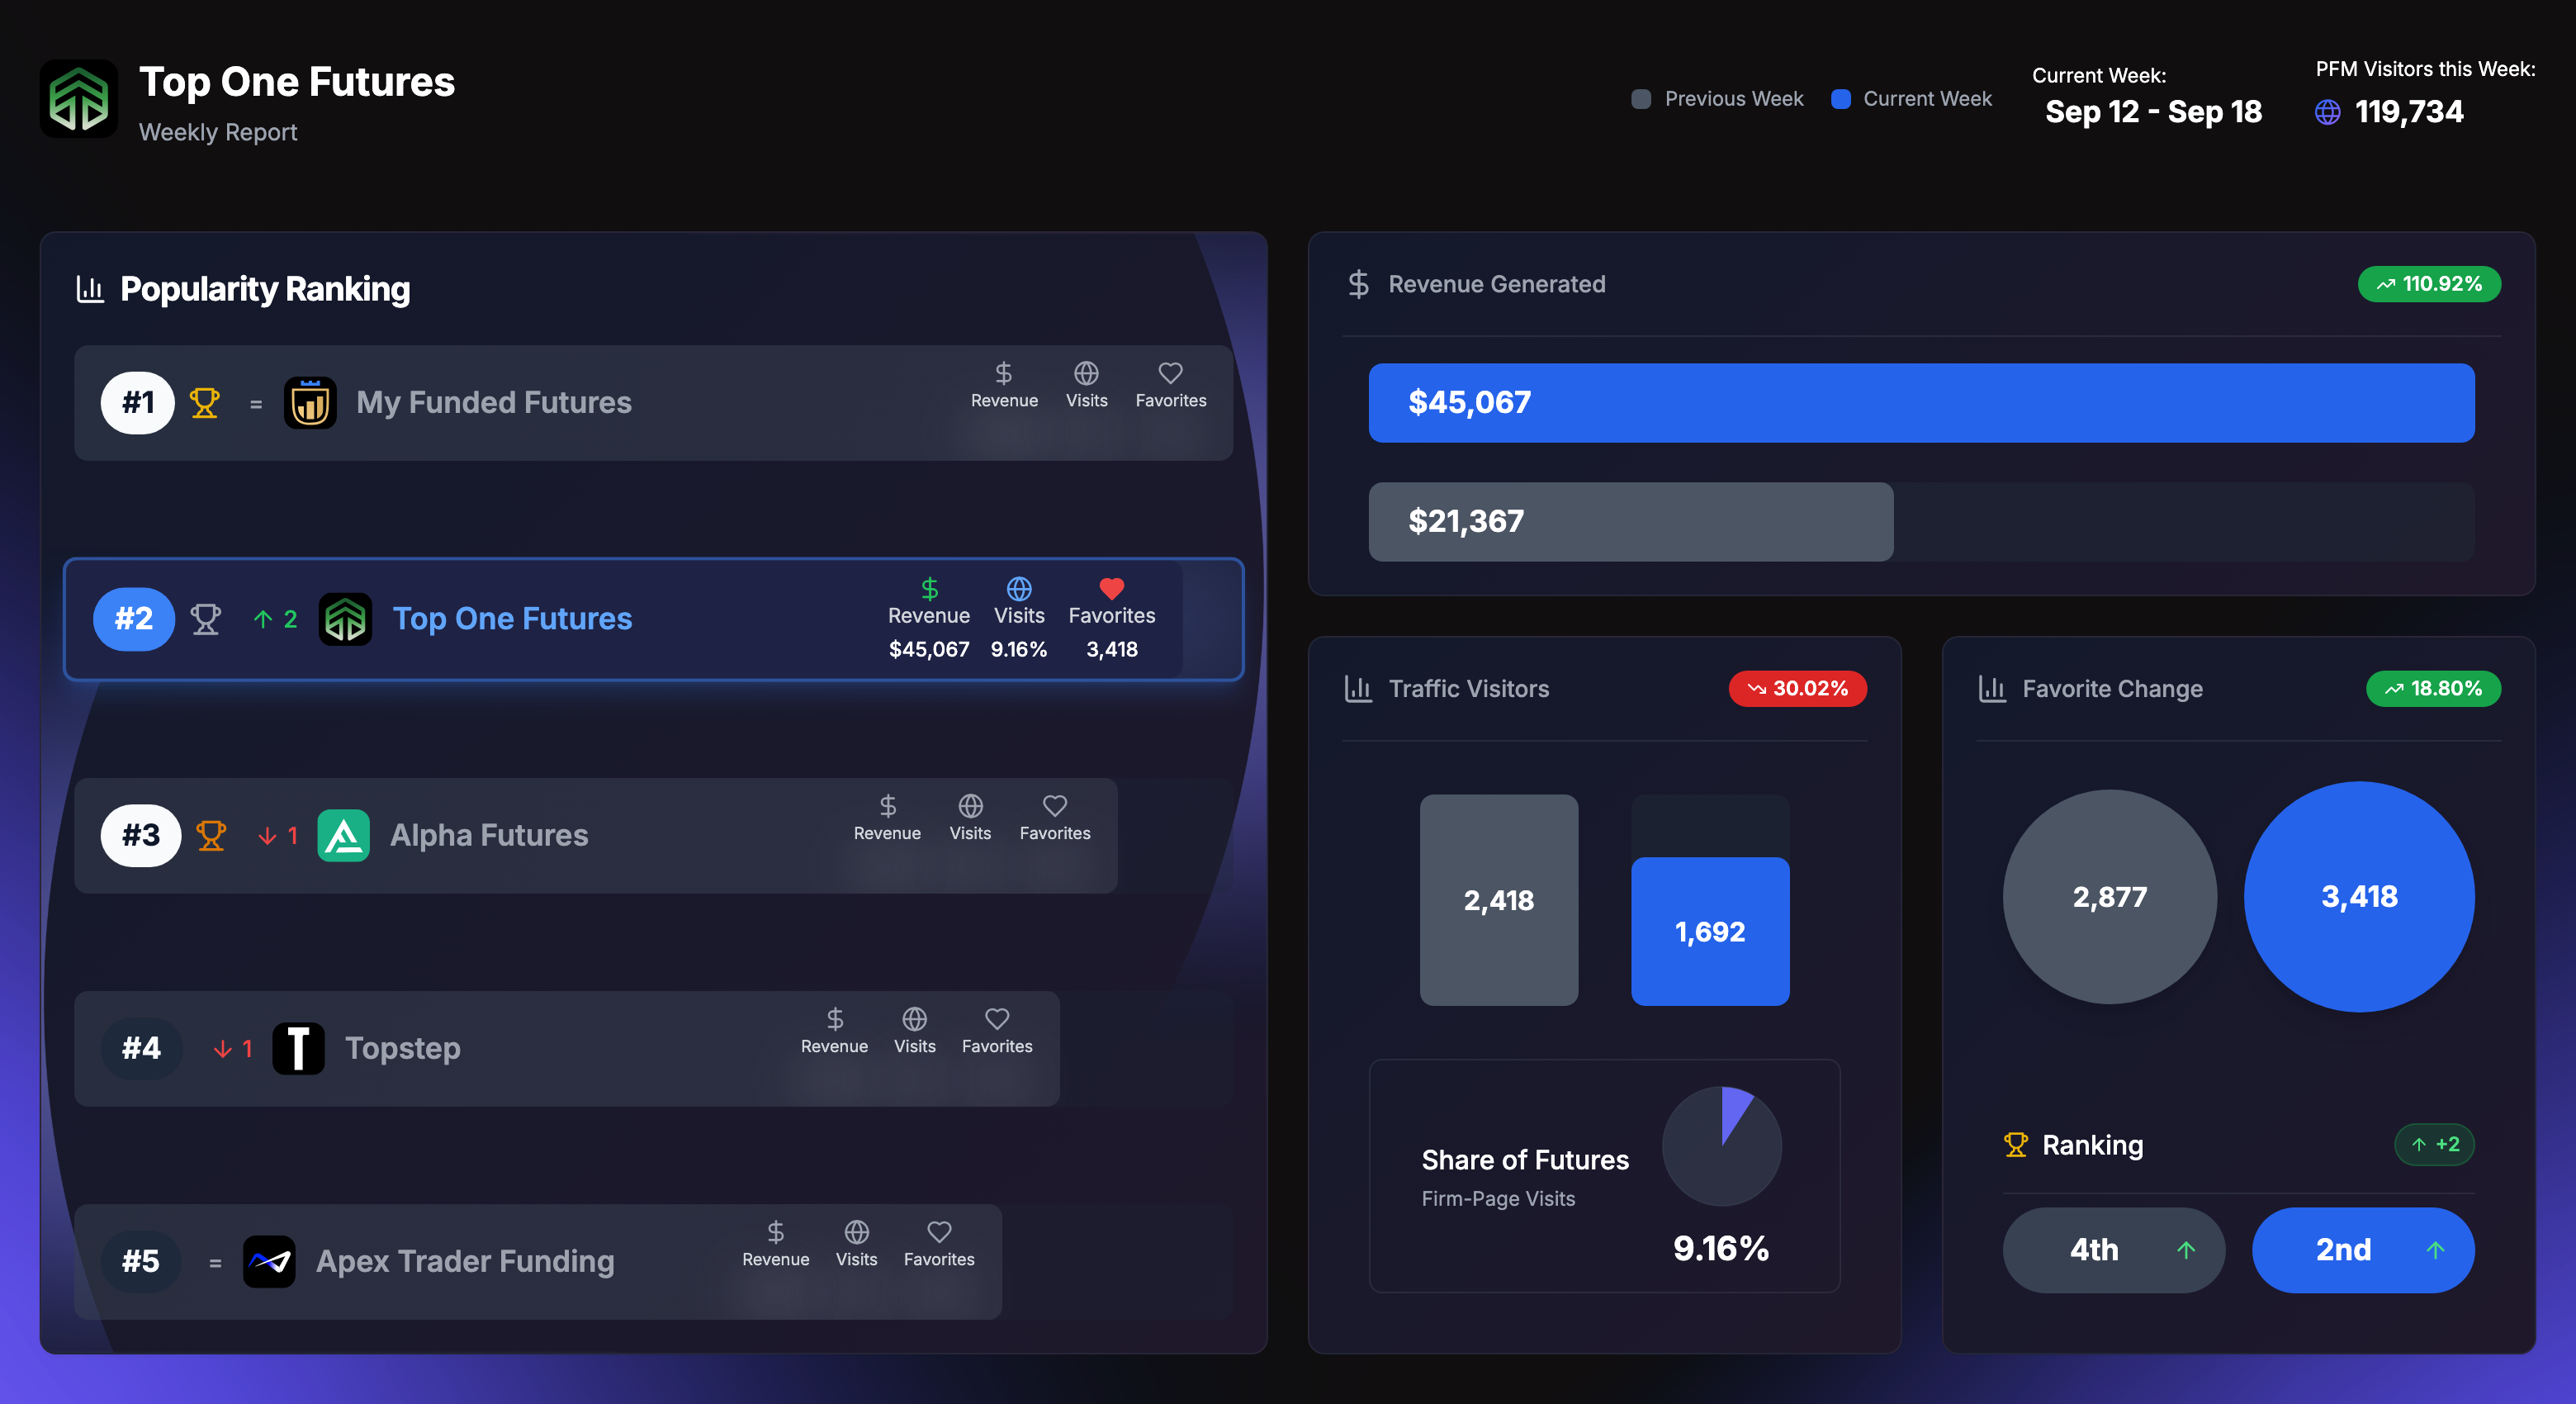 Top One Futures
Weekly Report
Previous Week
Current Week
Current Week:
Sep 12 - Sep 18
PFM Visitors this Week:
119,734
Popularity Ranking
#1
=
My Funded Futures
Revenue
Visits
Favorites
#2
2
Top One Futures
Revenue
Visits
Favorites
$45,067
9.16%
3,418
#3
1
Alpha Futures
Revenue
Visits
Favorites
#4
1
T
Topstep
Revenue
Visits
Favorites
#5
=
Apex Trader Funding
Revenue
Visits
Favorites
Revenue Generated
110.92%
$45,067
$21,367
Traffic Visitors
30.02%
2,418
1,692
Share of Futures
Firm-Page Visits
9.16%
Favorite Change
18.80%
2,877
3,418
Ranking
+2
4th
2nd